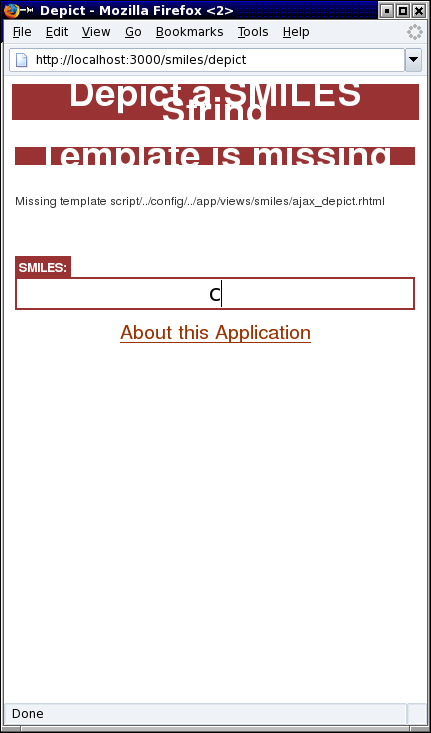 Depict - Mozilla Firefox <2>
File Edit View Go Bookmarks Tools Help
http://localhost:3000/smiles/depict
Depict a SMILES
String
Template is missing
Missing template script/../config/../app/views/smiles/ajax_depict.rhtml
SMILES:
C
About this Application
Done